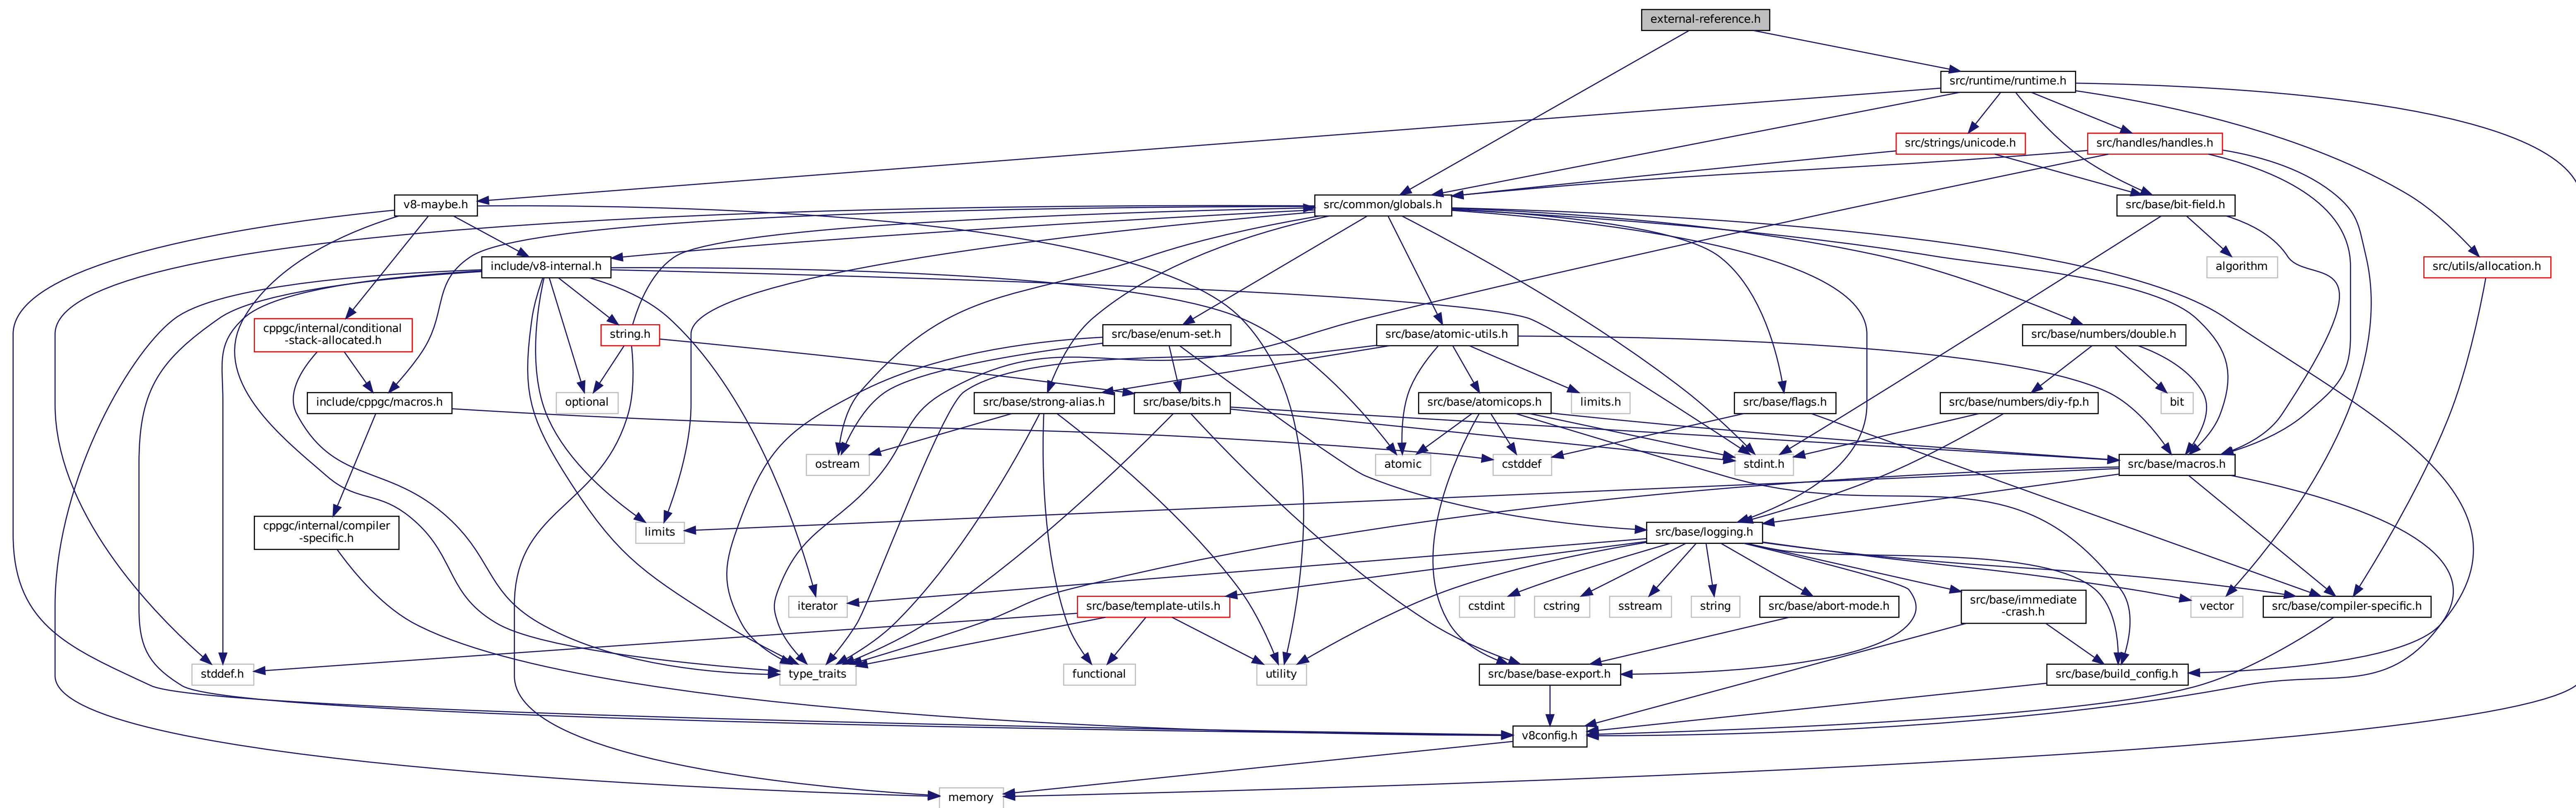 external-reference.h
src/runtime/runtime.h
src/strings/unicode.h
src/handles/handles.h
v8-maybe.h
src/common/globals.h
src/base/bit-field.h
include/v8-internal.h
algorithm
src/utils/allocation.h
cppgc/internal/conditional
-stack-allocated.h
string.h
src/base/enum-set.h
src/base/atomic-utils.h
src/base/numbers/double.h
include/cppgc/macros.h
optional
src/base/strong-alias.h
src/base/bits.h
src/base/atomicops.h
limits.h
src/base/flags.h
src/base/numbers/diy-fp.h
bit
ostream
atomic
cstddef
stdint.h
src/base/macros.h
cppgc/internal/compiler
-specific.h
limits
src/base/logging.h
iterator
src/base/template-utils.h
cstdint
cstring
sstream
string
src/base/abort-mode.h
src/base/immediate
-crash.h
vector
src/base/compiler-specific.h
stddef.h
type_traits
functional
utility
src/base/base-export.h
src/base/build_config.h
v8config.h
memory